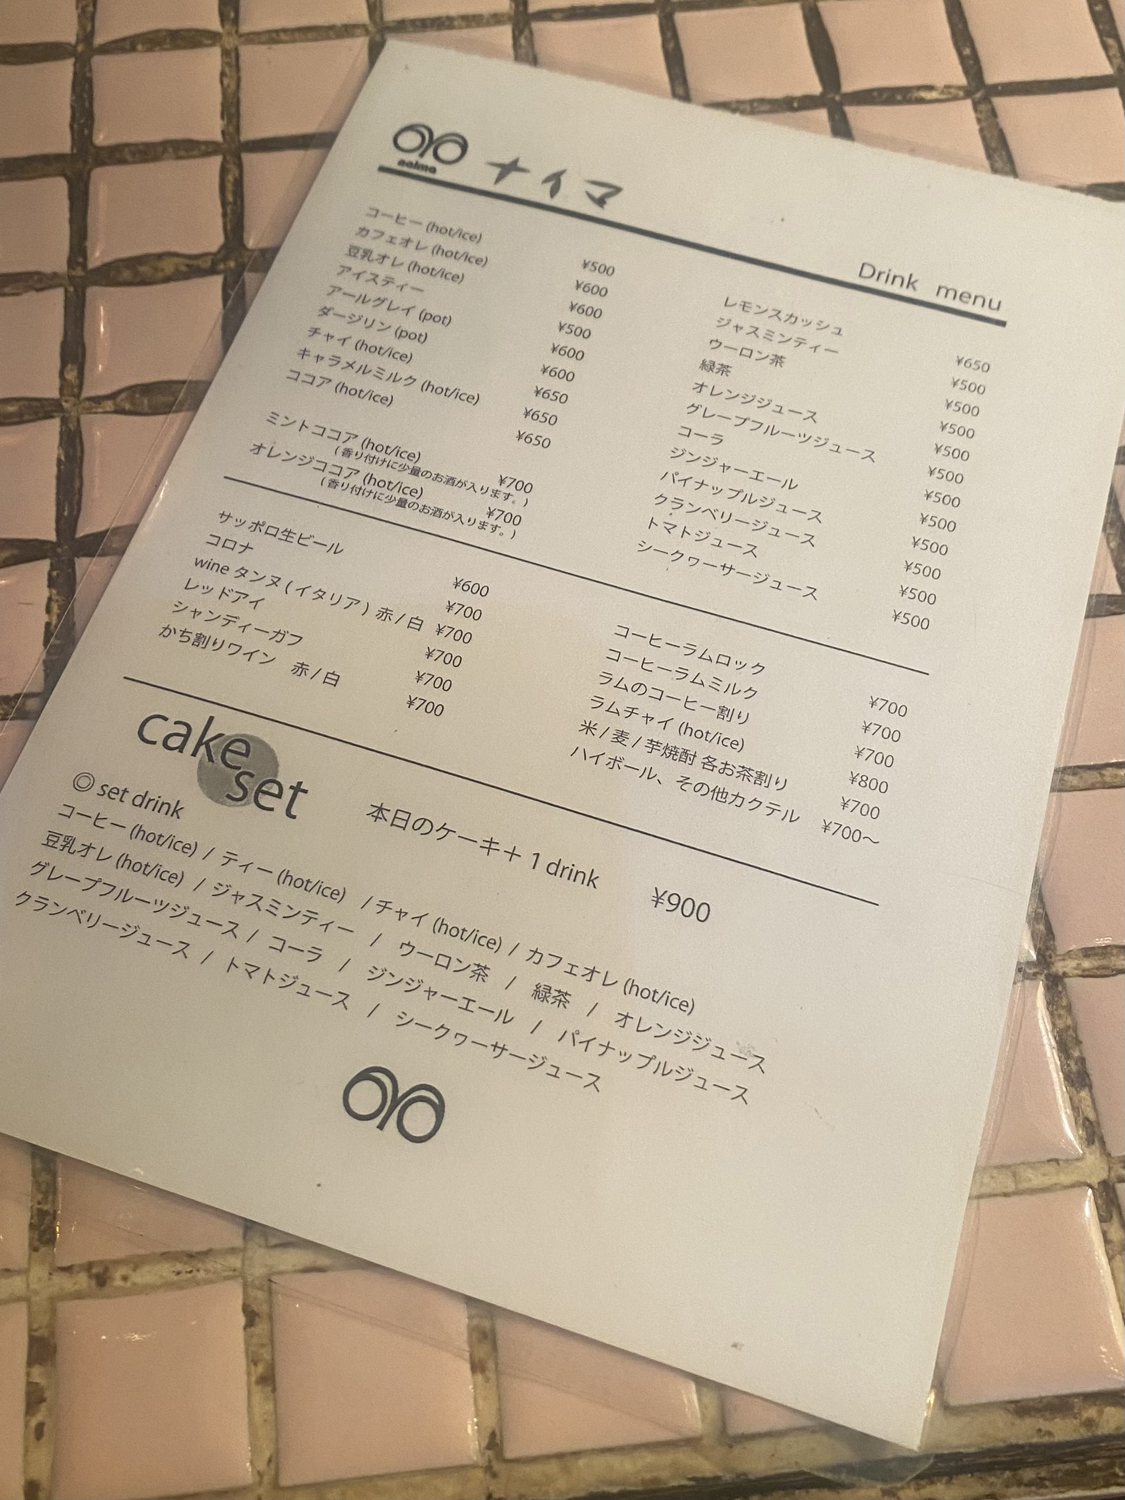 naima ナイマ
Drink menu
コーヒー (hot/ice) ¥500
カフェオレ (hot/ice) ¥600
豆乳オレ (hot/ice) ¥600
アイスティー ¥500
アールグレイ (pot) ¥600
ダージリン (pot) ¥600
チャイ (hot/ice) ¥650
キャラメルミルク (hot/ice) ¥650
ココア (hot/ice) ¥650
ミントココア (hot/ice) ¥700
(香り付けに少量のお酒が入ります。)
オレンジココア (hot/ice) ¥700
(香り付けに少量のお酒が入ります。)
レモンスカッシュ ¥650
ジャスミンティー ¥500
ウーロン茶 ¥500
緑茶 ¥500
オレンジジュース ¥500
グレープフルーツジュース ¥500
コーラ ¥500
ジンジャーエール ¥500
パイナップルジュース ¥500
クランベリージュース ¥500
トマトジュース ¥500
シークヮーサージュース
サッポロ生ビール ¥600
コロナ ¥700
wine タンヌ ( イタリア ) 赤 / 白 ¥700
レッドアイ ¥700
シャンディーガフ ¥700
かち割りワイン 赤 / 白 ¥700
コーヒーラムロック ¥700
コーヒーラムミルク ¥700
ラムのコーヒー割り ¥700
ラムチャイ (hot/ice) ¥800
米 / 麦 / 芋焼酎 各お茶割り ¥700
ハイボール、その他カクテル ¥700〜
cake set
本日のケーキ＋ 1 drink ¥900
◎ set drink
コーヒー (hot/ice) / ティー (hot/ice) / チャイ (hot/ice) / カフェオレ (hot/ice)
豆乳オレ (hot/ice) / ジャスミンティー / ウーロン茶 / 緑茶 / オレンジジュース
グレープフルーツジュース / コーラ / ジンジャーエール / パイナップルジュース
クランベリージュース / トマトジュース / シークヮーサージュース